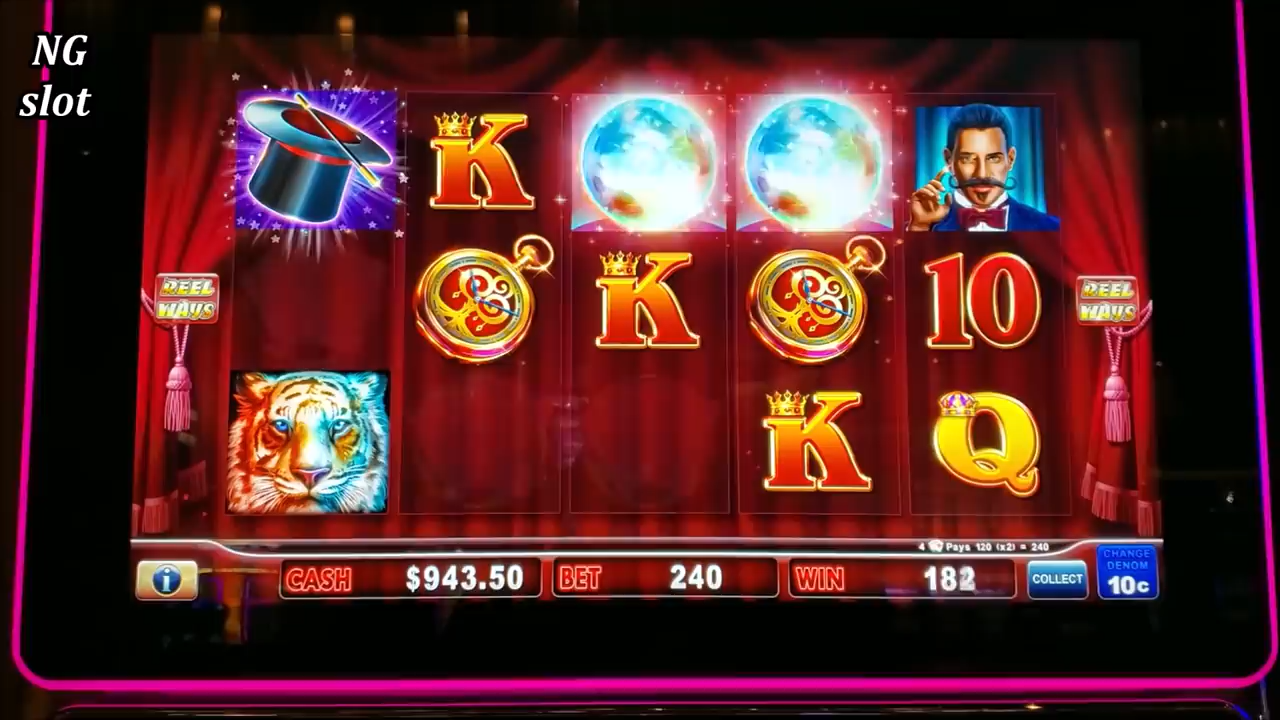 NG
slot
K
K
10
REEL
WAYS
REEL
WAYS
K
Q
4 Pays 120 (x2) = 240
CASH $943.50 BET 240 WIN 182 COLLECT
CHANGE
DENOM
10c